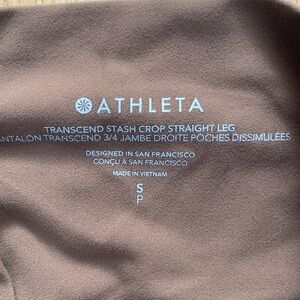 ATHLETA
TRANSCEND STASH CROP STRAIGHT LEG
ANTALON TRANSCEND 3/4 JAMBE DROITE POCHES DISSIMULÉES
DESIGNED IN SAN FRANCISCO
CONÇU À SAN FRANCISCO
MADE IN VIETNAM
S
P